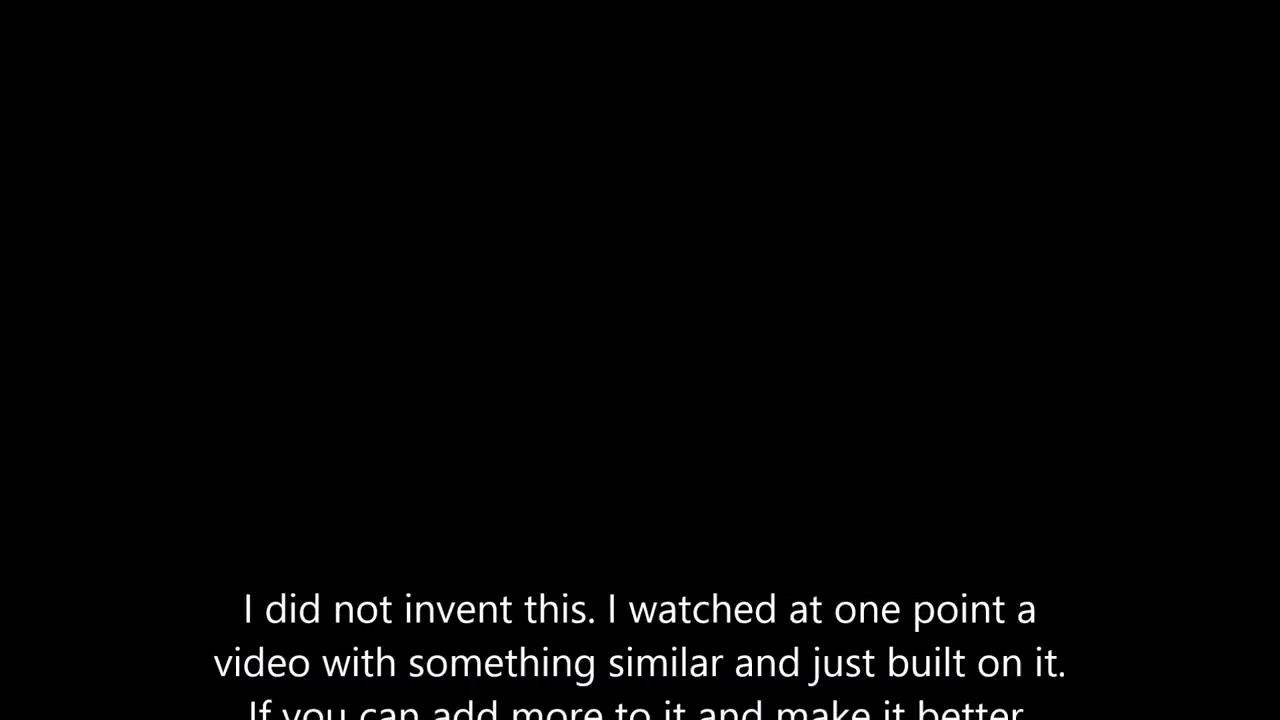 I did not invent this. I watched at one point a
video with something similar and just built on it.
If you can add more to it and make it better